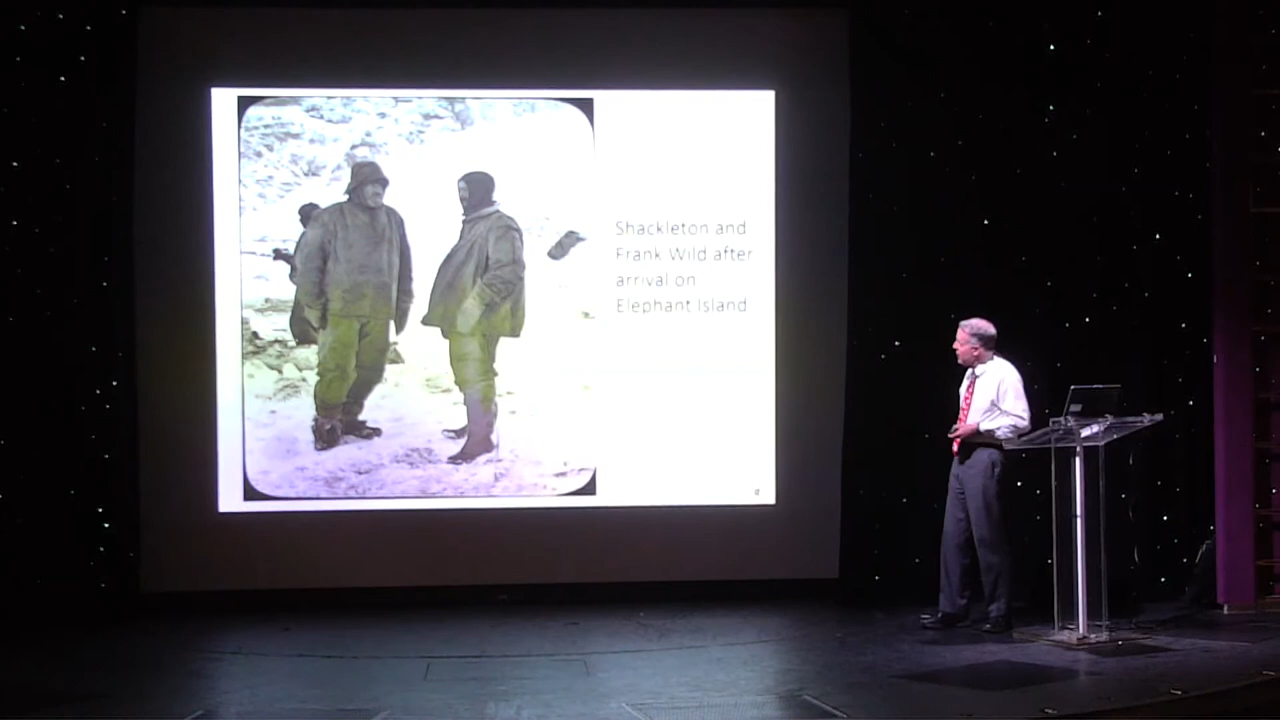 Shackleton and
Frank Wild after
arrival on
Elephant Island